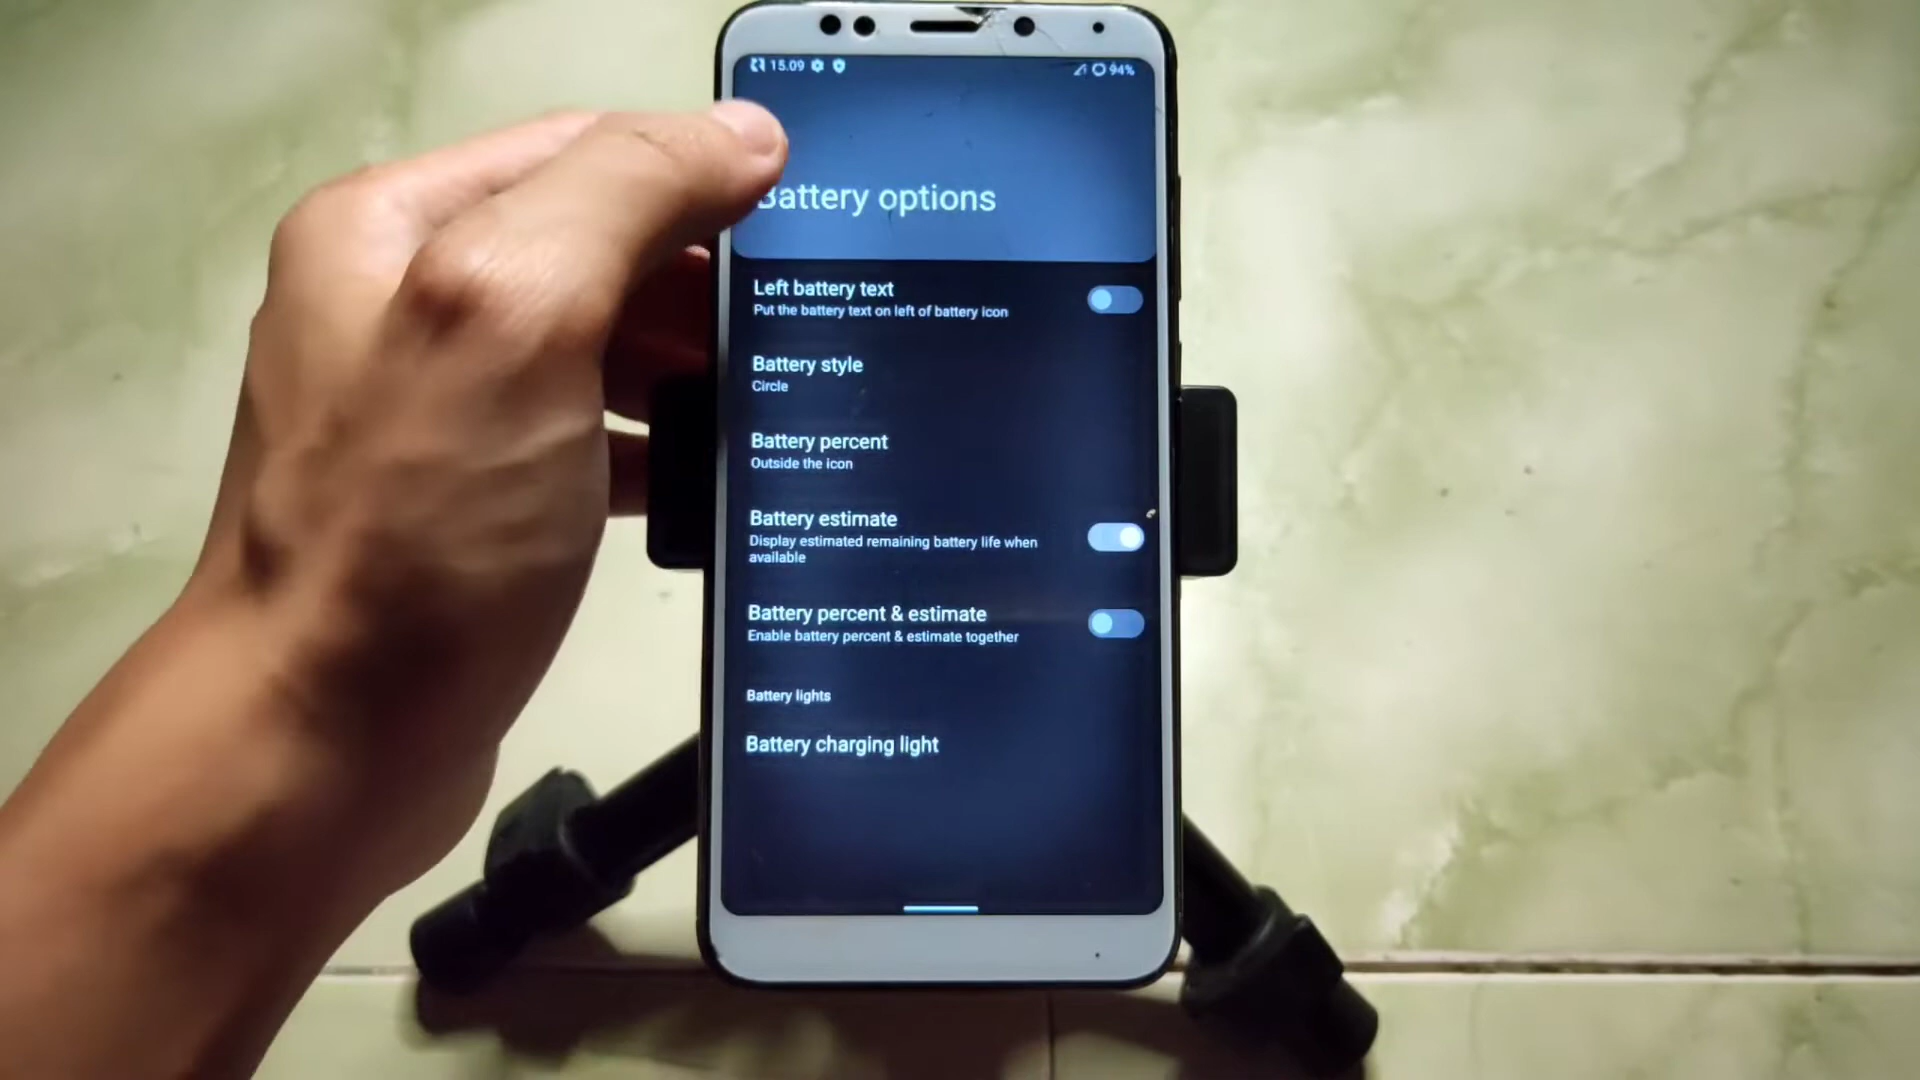 15.09 94%
Battery options
Left battery text
Put the battery text on left of battery icon
Battery style
Circle
Battery percent
Outside the icon
Battery estimate
Display estimated remaining battery life when
available
Battery percent & estimate
Enable battery percent & estimate together
Battery lights
Battery charging light